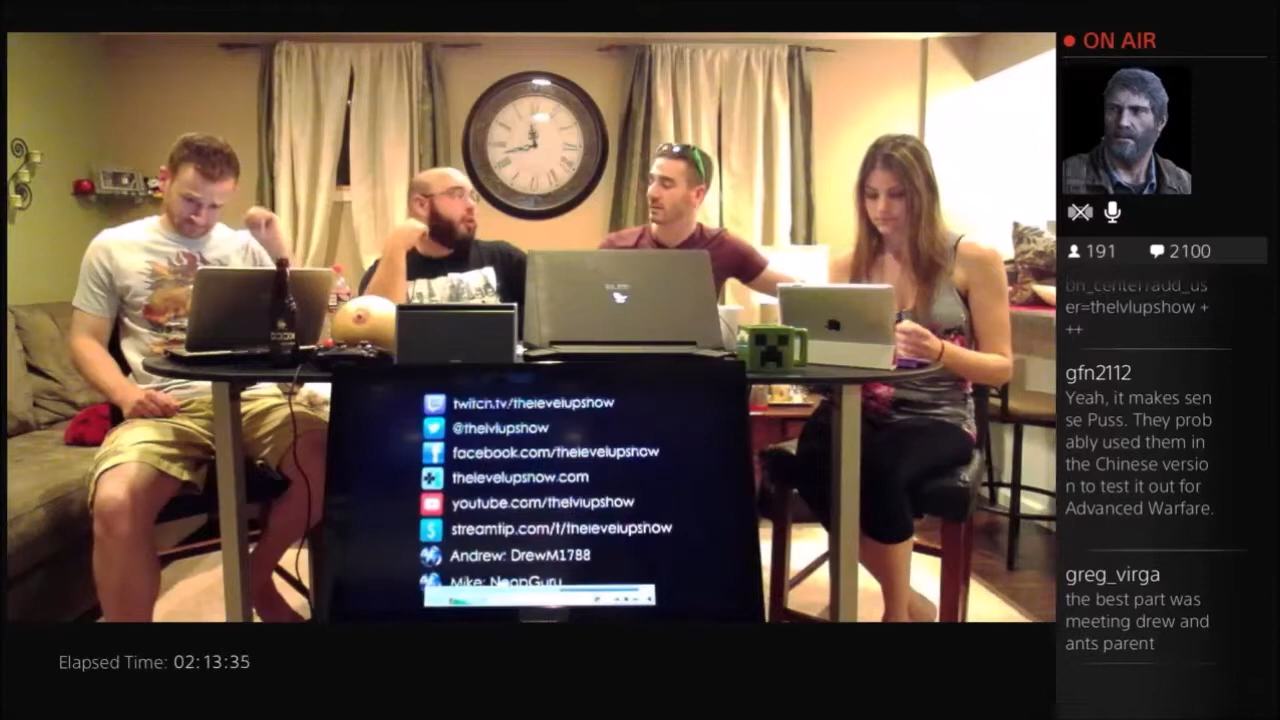 ON AIR
191 2100
er=thelvlupshow +
++
gfn2112
Yeah, it makes sen
se Puss. They prob
ably used them in
the Chinese versio
n to test it out for
Advanced Warfare.
greg_virga
the best part was
meeting drew and
ants parent
twitch.tv/thelevelupshow
@thelvlupshow
facebook.com/thelevelupshow
thelevelupshow.com
youtube.com/thelvlupshow
streamtip.com/t/thelevelupshow
Andrew: DrewM1788
Mike: NoobGuru
Elapsed Time: 02:13:35